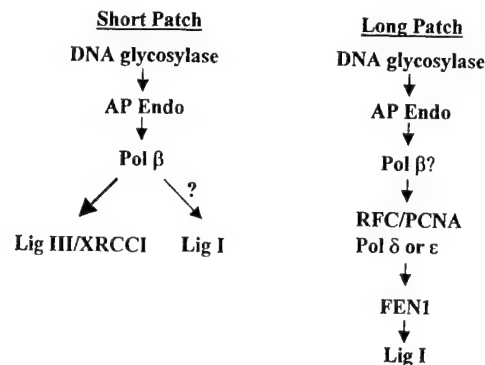 Short Patch
DNA glycosylase
AP Endo
Pol β
?
Lig III/XRCCI
Lig I
Long Patch
DNA glycosylase
AP Endo
Pol β?
RFC/PCNA
Pol δ or ε
FEN1
Lig I